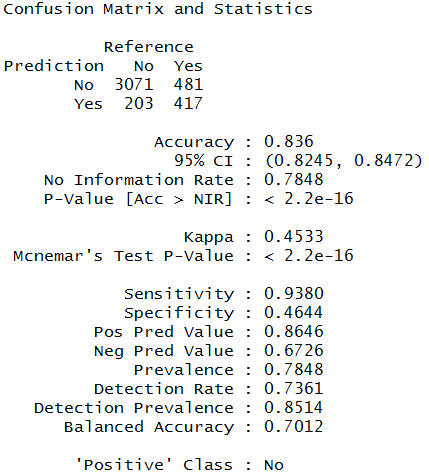 Confusion Matrix and Statistics
Reference
Prediction No Yes
No 3071 481
Yes 203 417
Accuracy : 0.836
95% CI : (0.8245, 0.8472)
No Information Rate : 0.7848
P-Value [Acc > NIR] : < 2.2e-16
Kappa : 0.4533
Mcnemar's Test P-Value : < 2.2e-16
Sensitivity : 0.9380
Specificity : 0.4644
Pos Pred Value : 0.8646
Neg Pred Value : 0.6726
Prevalence : 0.7848
Detection Rate : 0.7361
Detection Prevalence : 0.8514
Balanced Accuracy : 0.7012
'Positive' Class : No